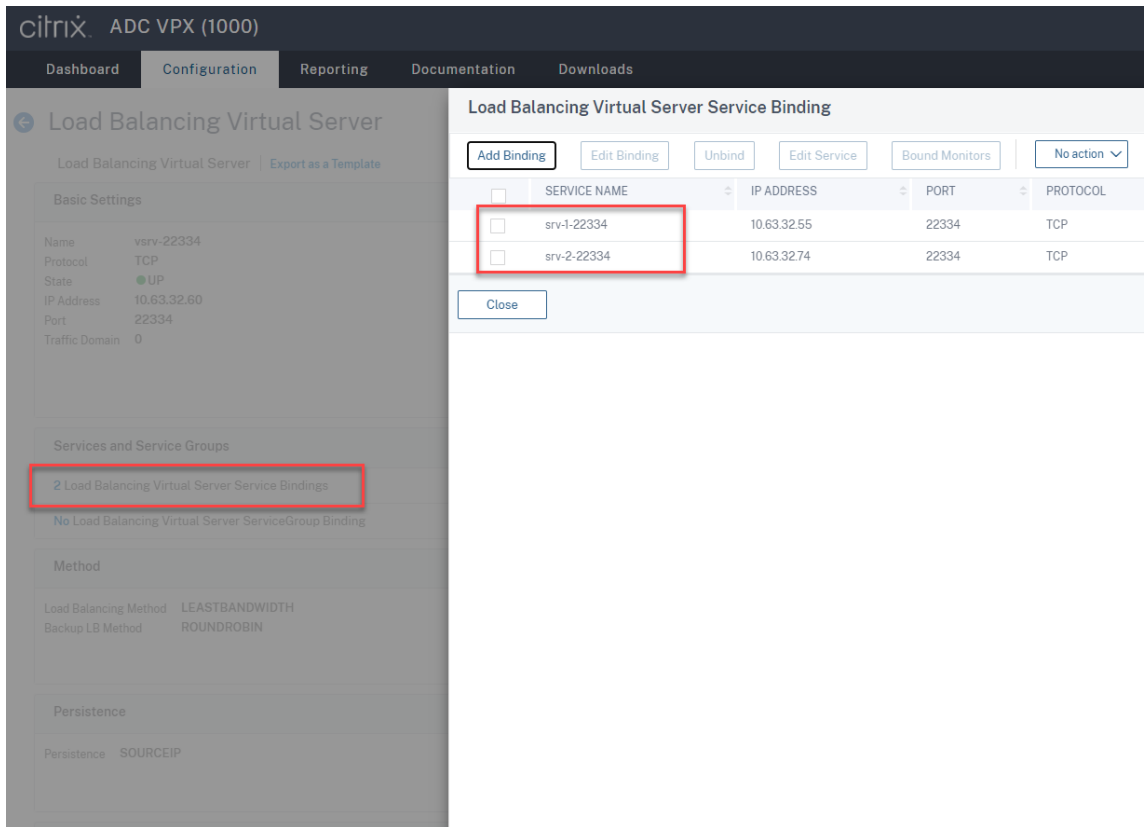 citrix. ADC VPX (1000)
Dashboard Configuration Reporting Documentation Downloads
Load Balancing Virtual Server
Load Balancing Virtual Server | Export as a Template
Basic Settings
Name vsrv-22334
Protocol TCP
State UP
IP Address 10.63.32.60
Port 22334
Traffic Domain 0
Services and Service Groups
2 Load Balancing Virtual Server Service Bindings
No Load Balancing Virtual Server ServiceGroup Binding
Method
Load Balancing Method LEASTBANDWIDTH
Backup LB Method ROUNDROBIN
Persistence
Persistence SOURCEIP
Load Balancing Virtual Server Service Binding
Add Binding Edit Binding Unbind Edit Service Bound Monitors No action
SERVICE NAME IP ADDRESS PORT PROTOCOL
srv-1-22334 10.63.32.55 22334 TCP
srv-2-22334 10.63.32.74 22334 TCP
Close